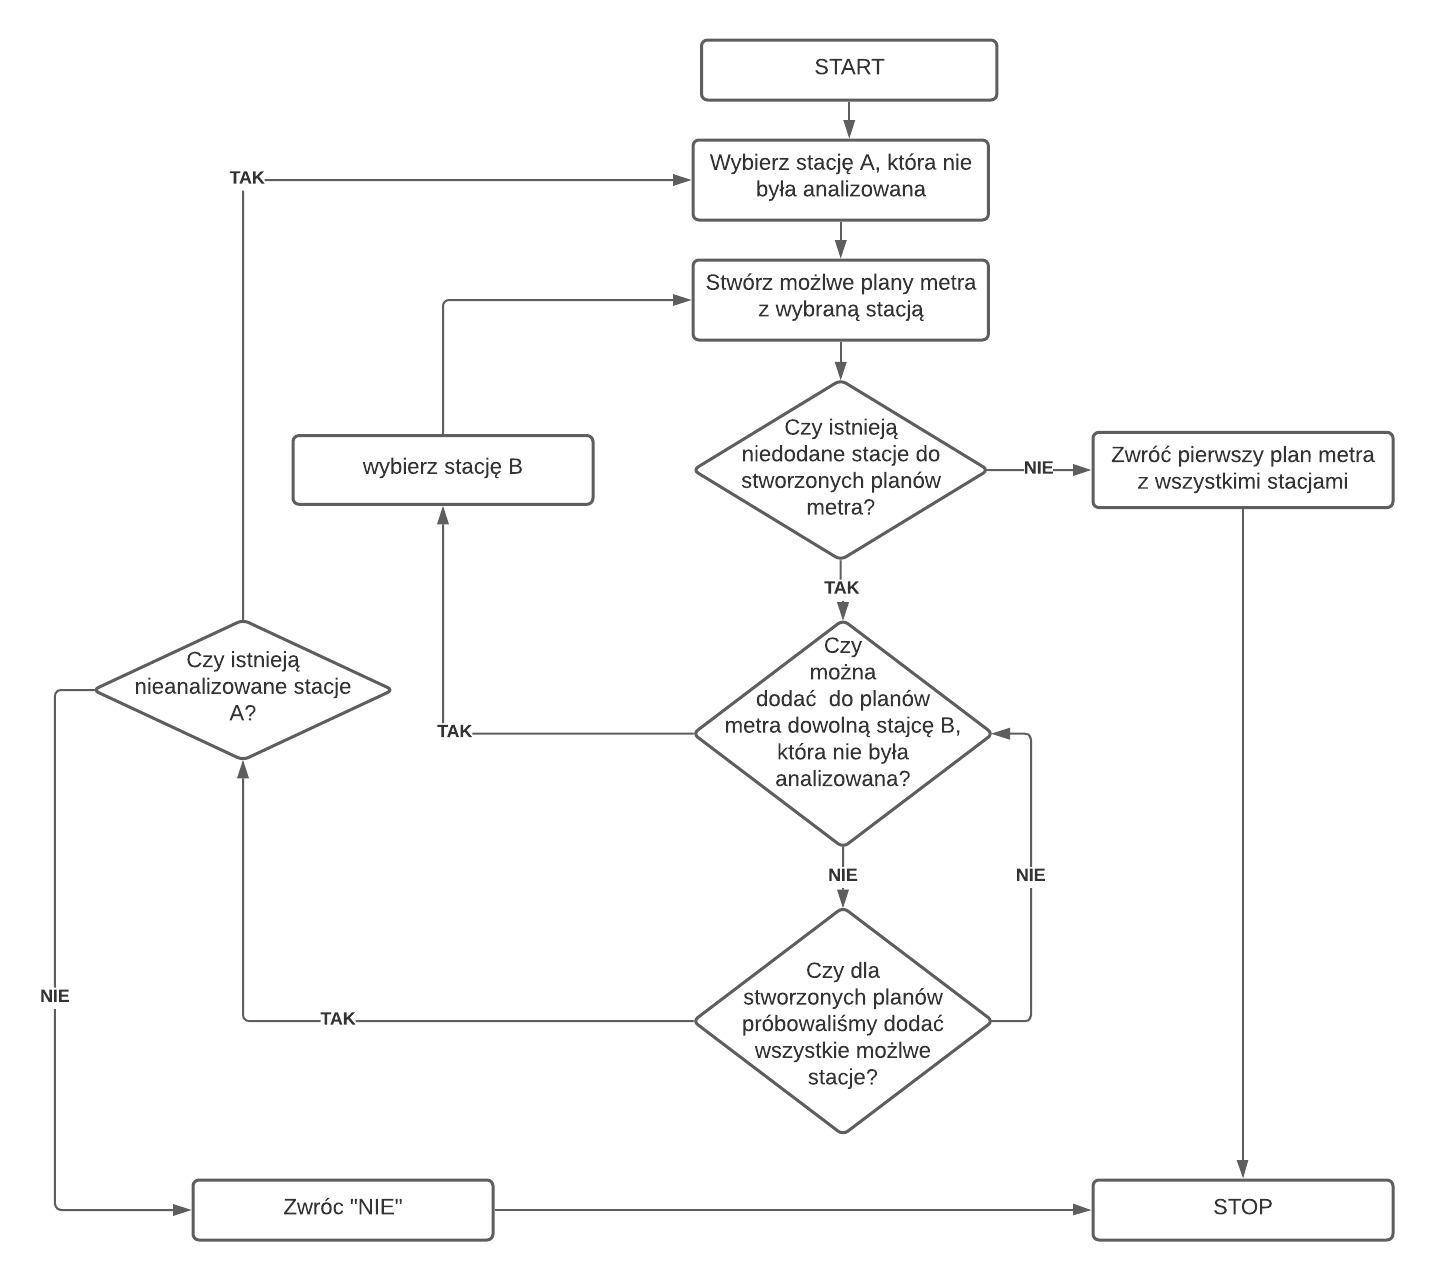 START
Wybierz stację A, która nie
była analizowana
TAK
Stwórz możlwe plany metra
z wybraną stacją
Czy istnieją
niedodane stacje do
stworzonych planów
metra?
NIE
Zwróć pierwszy plan metra
z wszystkimi stacjami
wybierz stację B
TAK
Czy
można
dodać  do planów
metra dowolną stajcę B,
która nie była
analizowana?
TAK
Czy istnieją
nieanalizowane stacje
A?
NIE
NIE
Czy dla
stworzonych planów
próbowaliśmy dodać
wszystkie możlwe
stacje?
TAK
NIE
Zwróc "NIE"
STOP